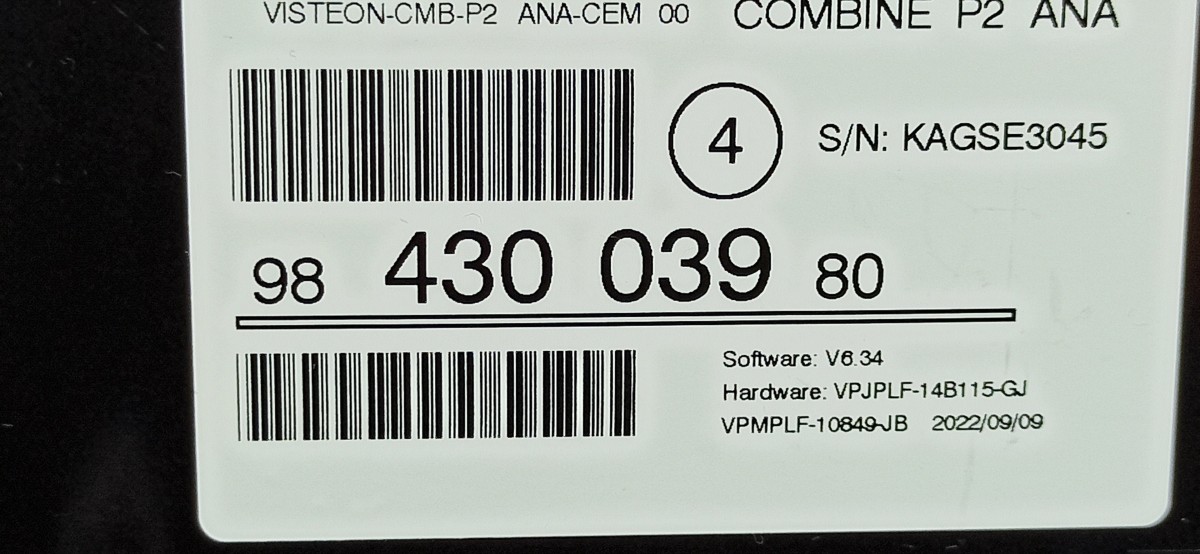 VISTEON-CMB-P2 ANA-CEM 00 COMBINE P2 ANA
4 S/N: KAGSE3045
98 430 039 80
Software: V6.34
Hardware: VPJPLF-14B115-GJ
VPMPLF-10849-JB 2022/09/09